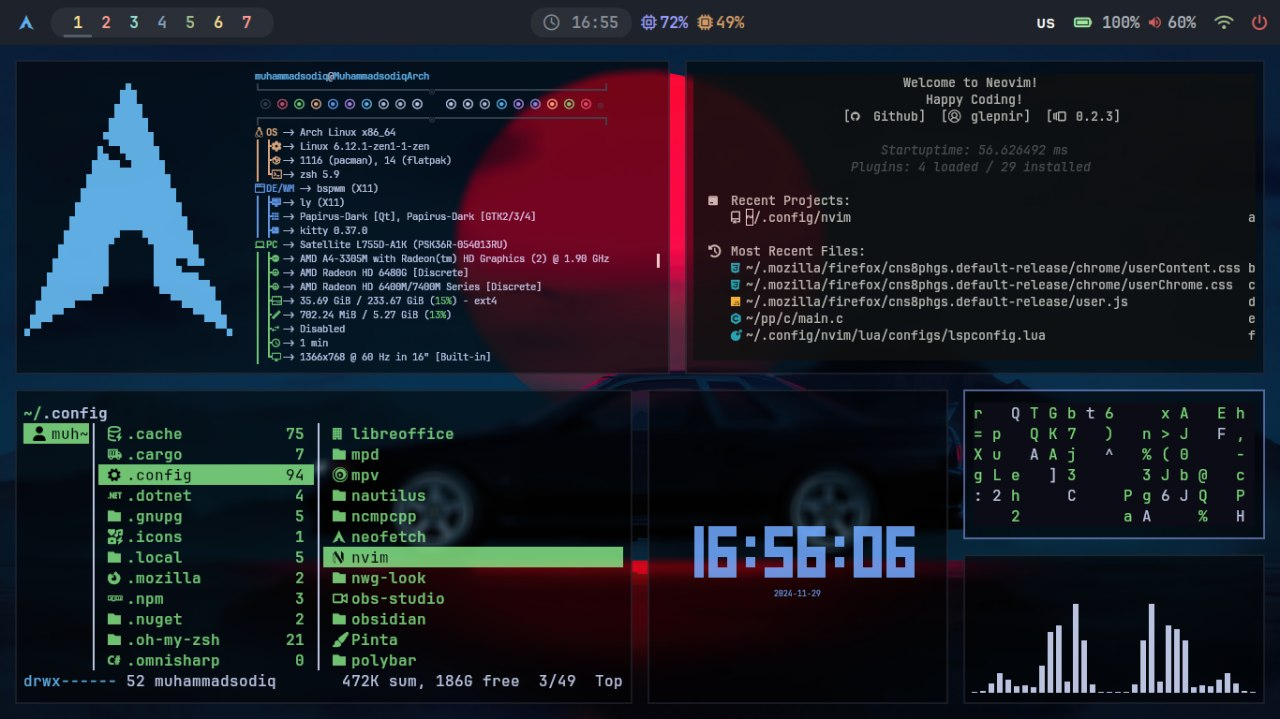 1 2 3 4 5 6 7 16:55 72% 49% US 100% 60%
muhammadsodiq@MuhammadsodiqArch
OS -> Arch Linux x86_64
-> Linux 6.12.1-zen1-1-zen
-> 1116 (pacman), 14 (flatpak)
-> zsh 5.9
DE/WM -> bspwm (X11)
-> ly (X11)
-> Papirus-Dark [Qt], Papirus-Dark [GTK2/3/4]
-> kitty 0.37.0
PC -> Satellite L755D-A1K (PSK36R-054013RU)
-> AMD A4-3305M with Radeon(tm) HD Graphics (2) @ 1.90 GHz
-> AMD Radeon HD 6480G [Discrete]
-> AMD Radeon HD 6400M/7400M Series [Discrete]
-> 35.69 GiB / 233.67 GiB (15%) - ext4
-> 702.24 MiB / 5.27 GiB (13%)
-> Disabled
-> 1 min
-> 1366x768 @ 60 Hz in 16" [Built-in]
Welcome to Neovim!
Happy Coding!
[ Github] [ glepnir] [ 0.2.3]
Startuptime: 56.626492 ms
Plugins: 4 loaded / 29 installed
Recent Projects:
~/.config/nvim a
Most Recent Files:
~/.mozilla/firefox/cns8phgs.default-release/chrome/userContent.css b
~/.mozilla/firefox/cns8phgs.default-release/chrome/userChrome.css c
~/.mozilla/firefox/cns8phgs.default-release/user.js d
~/pp/c/main.c e
~/.config/nvim/lua/configs/lspconfig.lua f
~/.config
muh~ .cache 75 libreoffice
.cargo 7 mpd
.config 94 mpv
.dotnet 4 nautilus
.gnupg 5 ncmpcpp
.icons 1 neofetch
.local 5 nvim
.mozilla 2 nwg-look
.npm 3 obs-studio
.nuget 2 obsidian
.oh-my-zsh 21 Pinta
.omnisharp 0 polybar
drwx------ 52 muhammadsodiq 472K sum, 186G free 3/49 Top
16:56:06
2024-11-29
r Q T G b t 6 x A E h
= p Q K 7 ) n > J F ,
X u A A j ^ % ( 0 -
g L e ] 3 3 J b @ c
: 2 h C P g 6 J Q P
2 a A % H